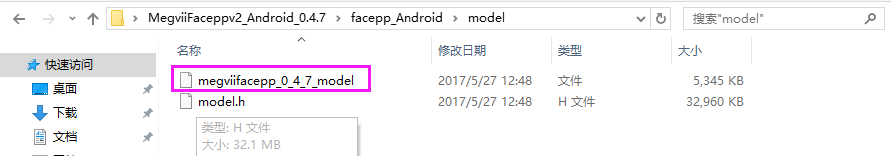 MegviiFaceppv2_Android_0.4.7 › facepp_Android › model
搜索"model"
名称 修改日期 类型 大小
快速访问
桌面
下载
文档
megviifacepp_0_4_7_model 2017/5/27 12:48 文件 5,345 KB
model.h 2017/5/27 12:48 H 文件 32,960 KB
类型: H 文件
大小: 32.1 MB